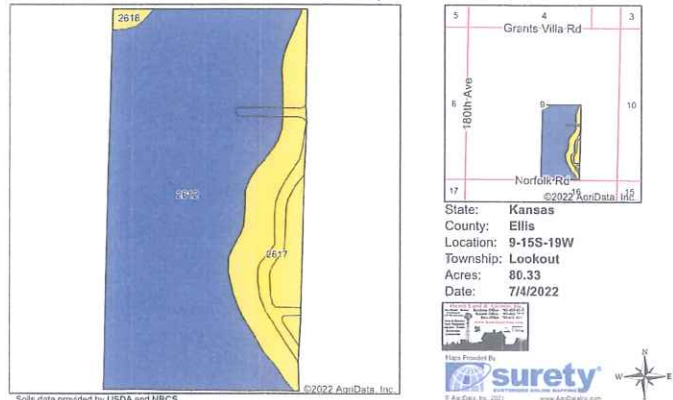 2618
2612
2617
©2022 AgriData, Inc.
Soils data provided by USDA and NRCS.
5 4 3
Grants Villa Rd
180th Ave
8 9 10
Norfolk Rd
17 16 15
©2022 AgriData, Inc.
State: Kansas
County: Ellis
Location: 9-15S-19W
Township: Lookout
Acres: 80.33
Date: 7/4/2022
Maps Provided By
surety®
CUSTOMIZED ONLINE MAPPING
© AgriData, Inc. 2021 www.AgriDataInc.com
N
W E
S